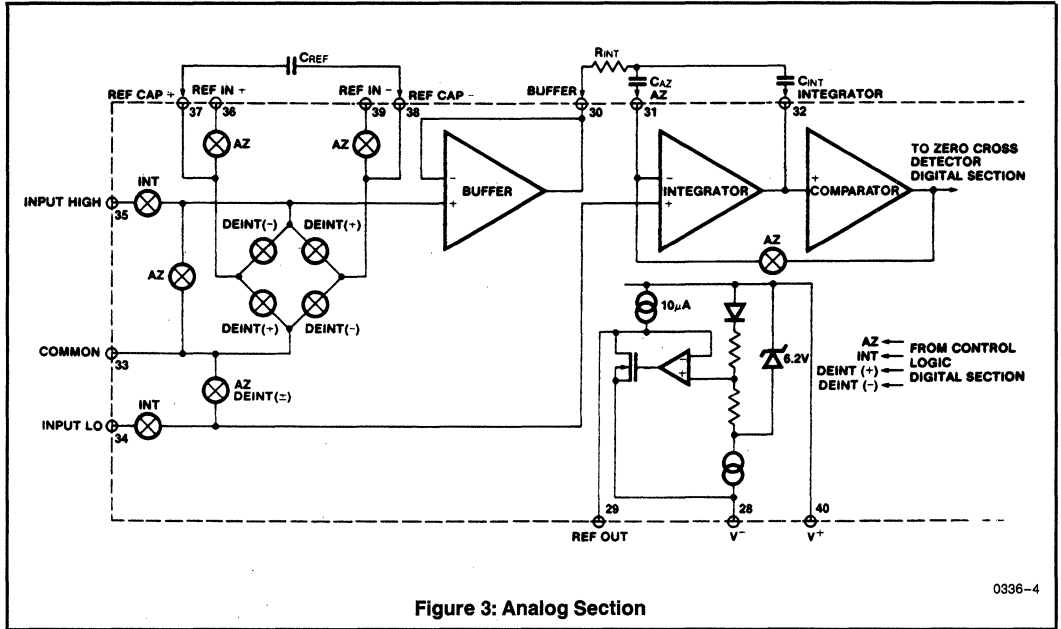 CREF
RINT
REF CAP + REF IN + REF IN - REF CAP - BUFFER CAZ AZ CINT INTEGRATOR
37 36 39 38 30 31 32
AZ AZ
TO ZERO CROSS
DETECTOR
DIGITAL SECTION
INT
- BUFFER +
- INTEGRATOR +
+ COMPARATOR
INPUT HIGH
35
DEINT(-) DEINT(+)
AZ
AZ
DEINT(+) DEINT(-)
10µA
COMMON
33
6.2V
- +
AZ
INT
DEINT (+)
DEINT (-)
FROM CONTROL
LOGIC
DIGITAL SECTION
AZ
DEINT(±)
INT
INPUT LO
34
29 28 40
REF OUT V- V+
0336-4
Figure 3: Analog Section